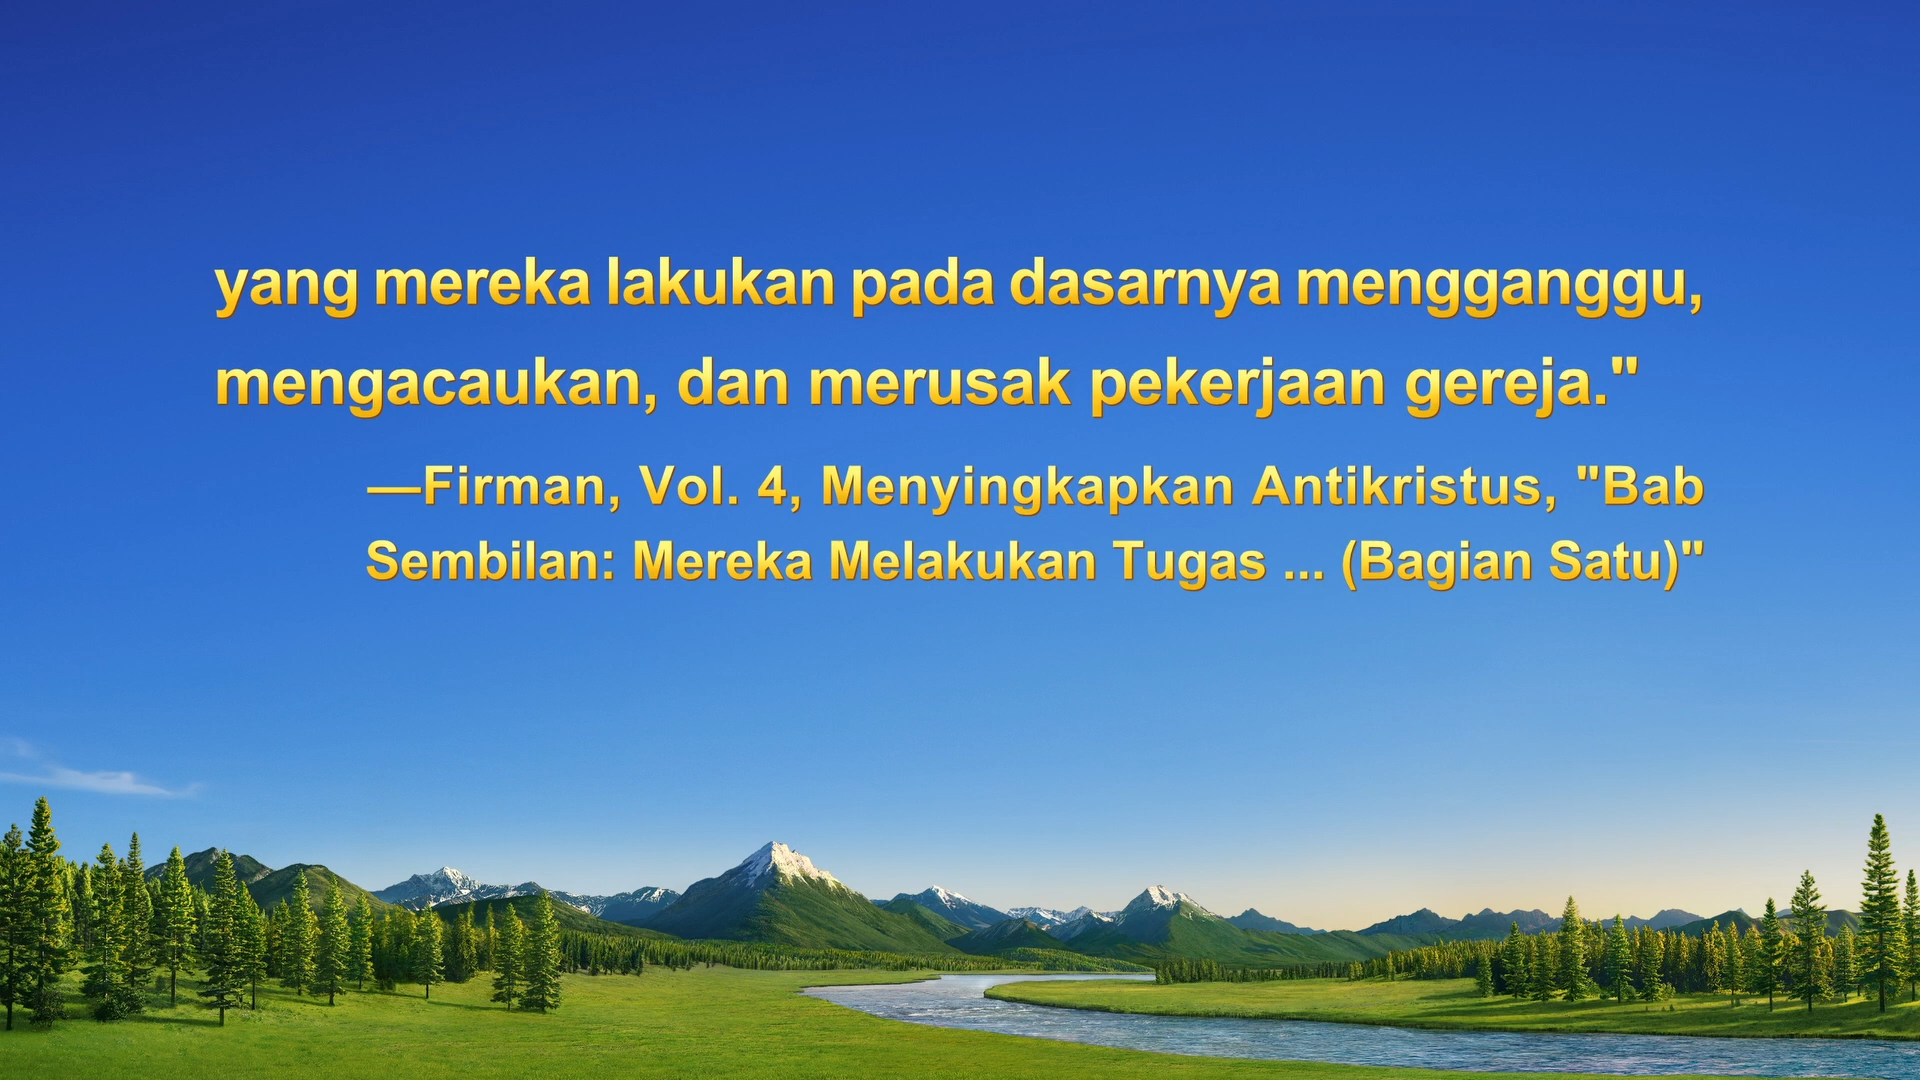 yang mereka lakukan pada dasarnya mengganggu,
mengacaukan, dan merusak pekerjaan gereja."
—Firman, Vol. 4, Menyingkapkan Antikristus, "Bab
Sembilan: Mereka Melakukan Tugas ... (Bagian Satu)"